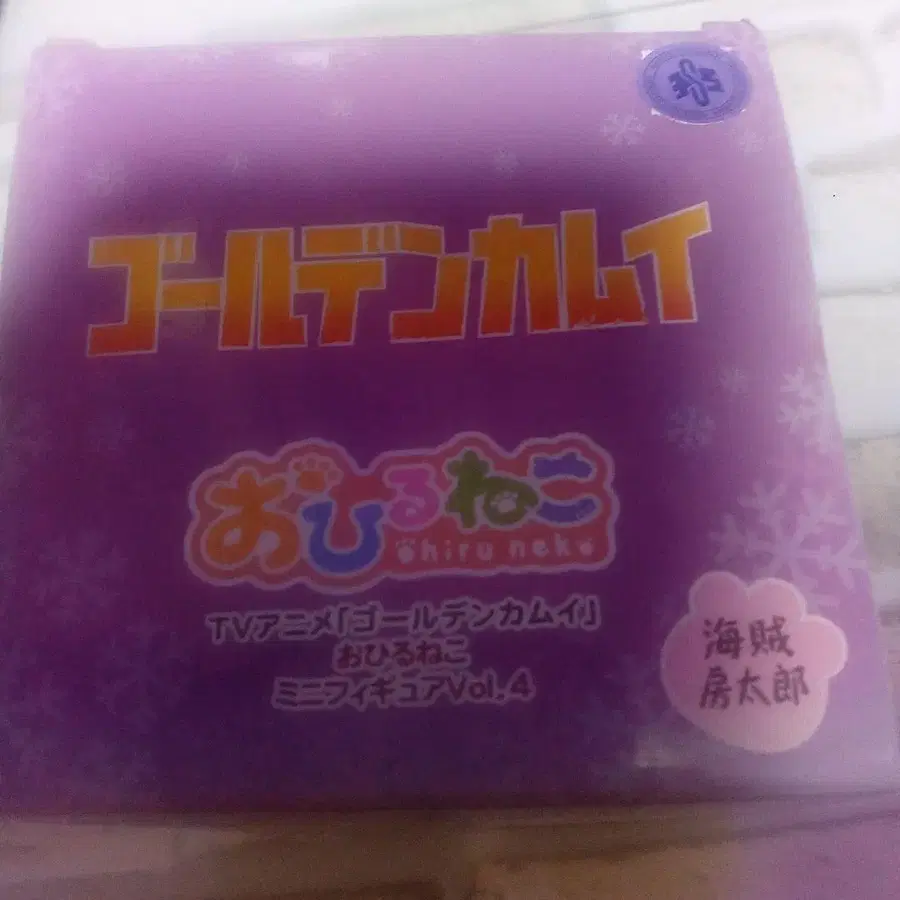 ゴールデンカムイ
おひるねこ
Ohiru neko
TVアニメ「ゴールデンカムイ」
おひるねこ
ミニフィギュアVol.4
海賊
房太郎